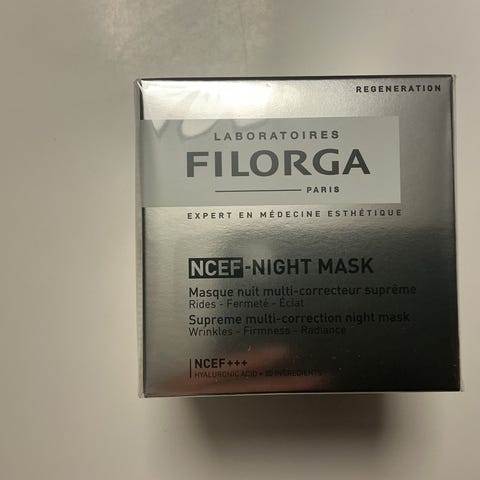 REGENERATION
LABORATOIRES
FILORGA
PARIS
EXPERT EN MÉDECINE ESTHÉTIQUE
NCEF-NIGHT MASK
Masque nuit multi-correcteur suprême
Rides - Fermeté - Éclat
Supreme multi-correction night mask
Wrinkles - Firmness - Radiance
NCEF+++
HYALURONIC ACID + 50 INGREDIENTS